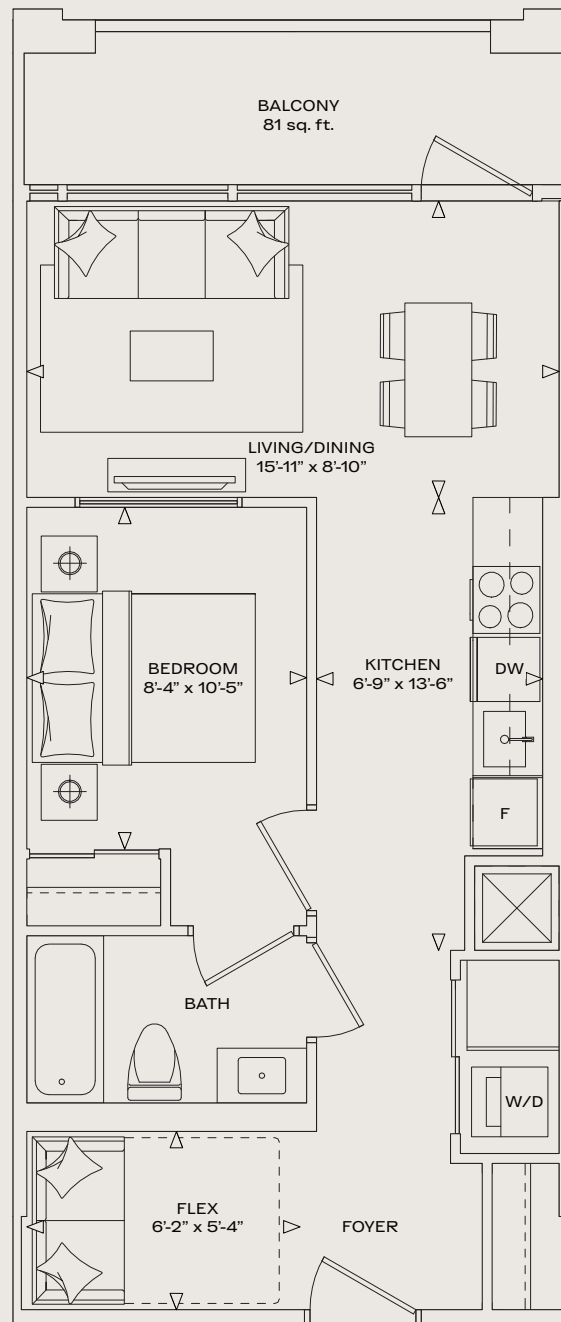 BALCONY
81 sq. ft.
LIVING/DINING
15'-11” x 8'-10”
BEDROOM
8'-4” x 10'-5”
KITCHEN
6'-9” x 13'-6”
DW
F
BATH
W/D
FLEX
6'-2” x 5'-4”
FOYER